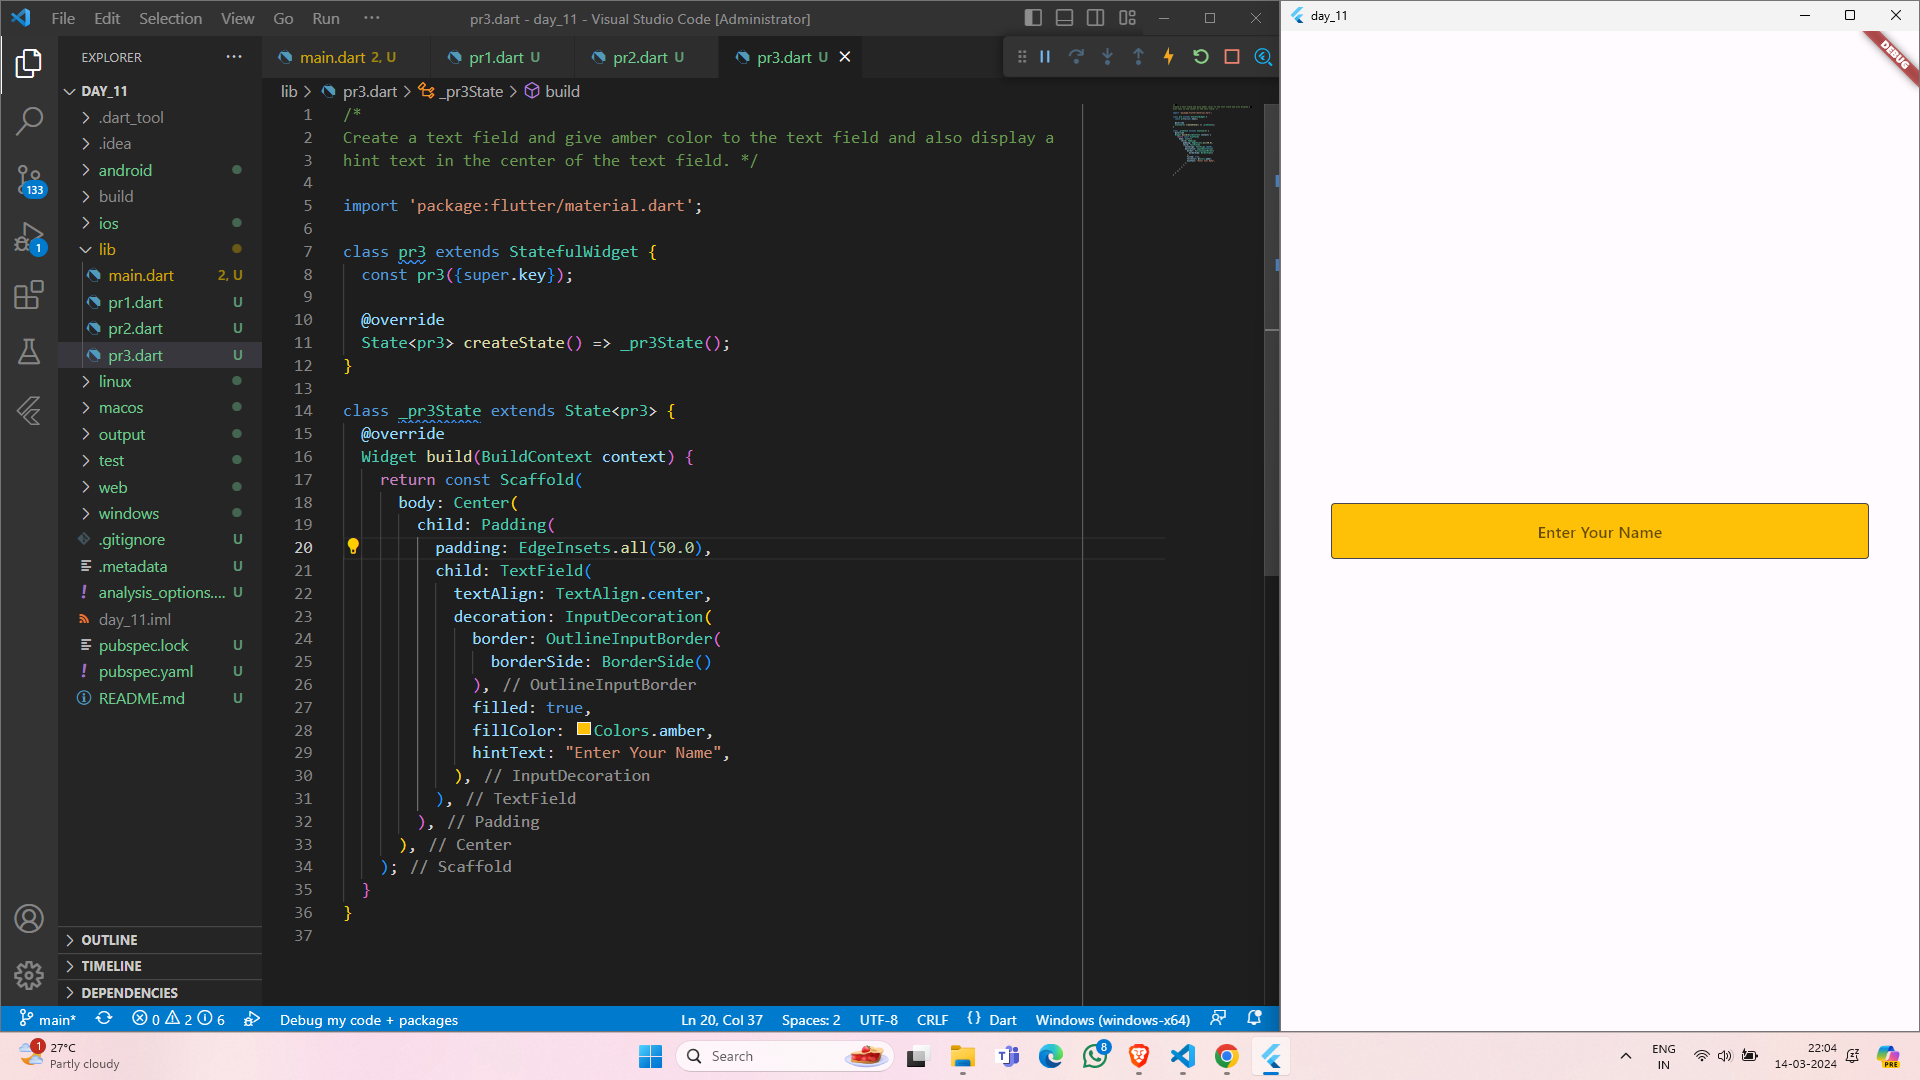 File Edit Selection View Go Run ··· pr3.dart - day_11 - Visual Studio Code [Administrator]
day_11
DEBUG
EXPLORER ···
main.dart 2, U
pr1.dart U
pr2.dart U
pr3.dart U
DAY_11
.dart_tool
.idea
android
build
ios
lib
main.dart 2, U
pr1.dart U
pr2.dart U
pr3.dart U
linux
macos
output
test
web
windows
.gitignore U
.metadata U
analysis_options.... U
day_11.iml
pubspec.lock U
pubspec.yaml U
README.md U
OUTLINE
TIMELINE
DEPENDENCIES
133
1
lib > pr3.dart > _pr3State > build
1 /*
2 Create a text field and give amber color to the text field and also display a
3 hint text in the center of the text field. */
4
5 import 'package:flutter/material.dart';
6
7 class pr3 extends StatefulWidget {
8 const pr3({super.key});
9
10 @override
11 State<pr3> createState() => _pr3State();
12 }
13
14 class _pr3State extends State<pr3> {
15 @override
16 Widget build(BuildContext context) {
17 return const Scaffold(
18 body: Center(
19 child: Padding(
20 padding: EdgeInsets.all(50.0),
21 child: TextField(
22 textAlign: TextAlign.center,
23 decoration: InputDecoration(
24 border: OutlineInputBorder(
25 borderSide: BorderSide()
26 ), // OutlineInputBorder
27 filled: true,
28 fillColor: Colors.amber,
29 hintText: "Enter Your Name",
30 ), // InputDecoration
31 ), // TextField
32 ), // Padding
33 ), // Center
34 ); // Scaffold
35 }
36 }
37
Enter Your Name
main* 0 2 6 Debug my code + packages
Ln 20, Col 37 Spaces: 2 UTF-8 CRLF {} Dart Windows (windows-x64)
1
27°C
Partly cloudy
Search
8
ENG
IN
22:04
14-03-2024
PRE